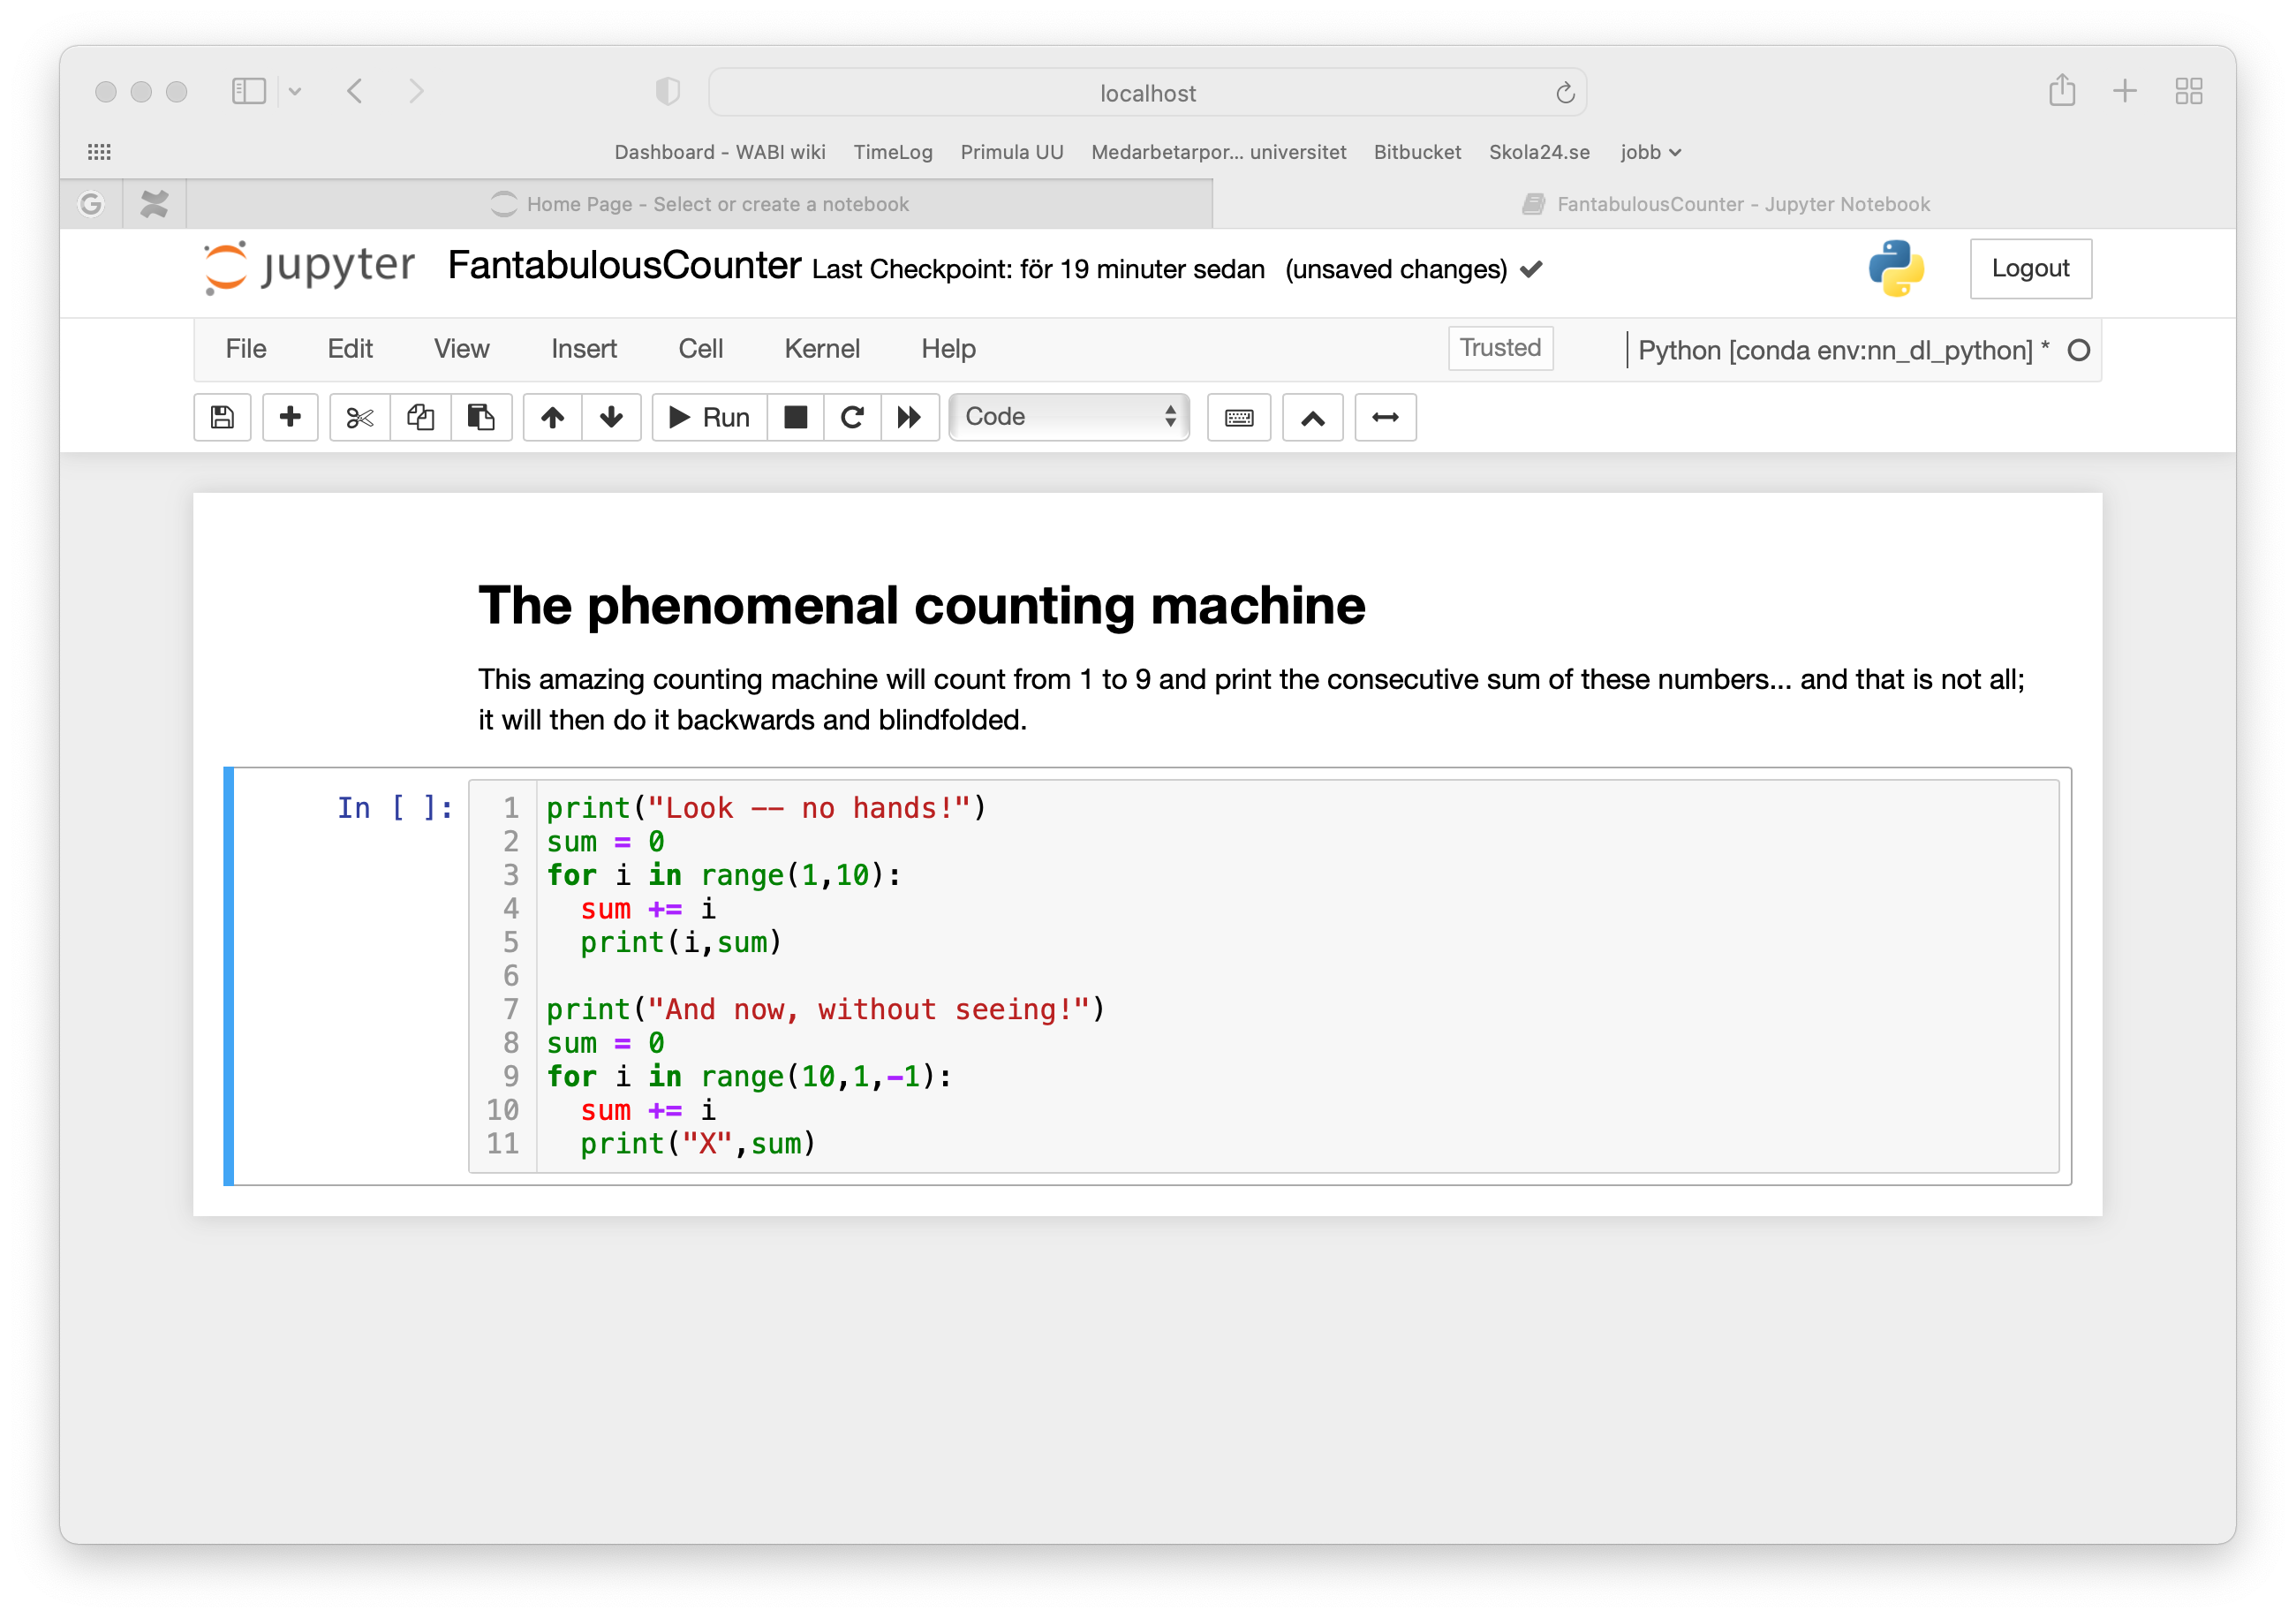 localhost
Dashboard - WABI wiki TimeLog Primula UU Medarbetarpor... universitet Bitbucket Skola24.se jobb
G Home Page - Select or create a notebook FantabulousCounter - Jupyter Notebook
jupyter FantabulousCounter Last Checkpoint: för 19 minuter sedan (unsaved changes) Logout
File Edit View Insert Cell Kernel Help Trusted Python [conda env:nn_dl_python] *
Run Code
The phenomenal counting machine
This amazing counting machine will count from 1 to 9 and print the consecutive sum of these numbers... and that is not all;
it will then do it backwards and blindfolded.
In [ ]: 1 print("Look -- no hands!")
2 sum = 0
3 for i in range(1,10):
4   sum += i
5   print(i,sum)
6
7 print("And now, without seeing!")
8 sum = 0
9 for i in range(10,1,-1):
10   sum += i
11   print("X",sum)